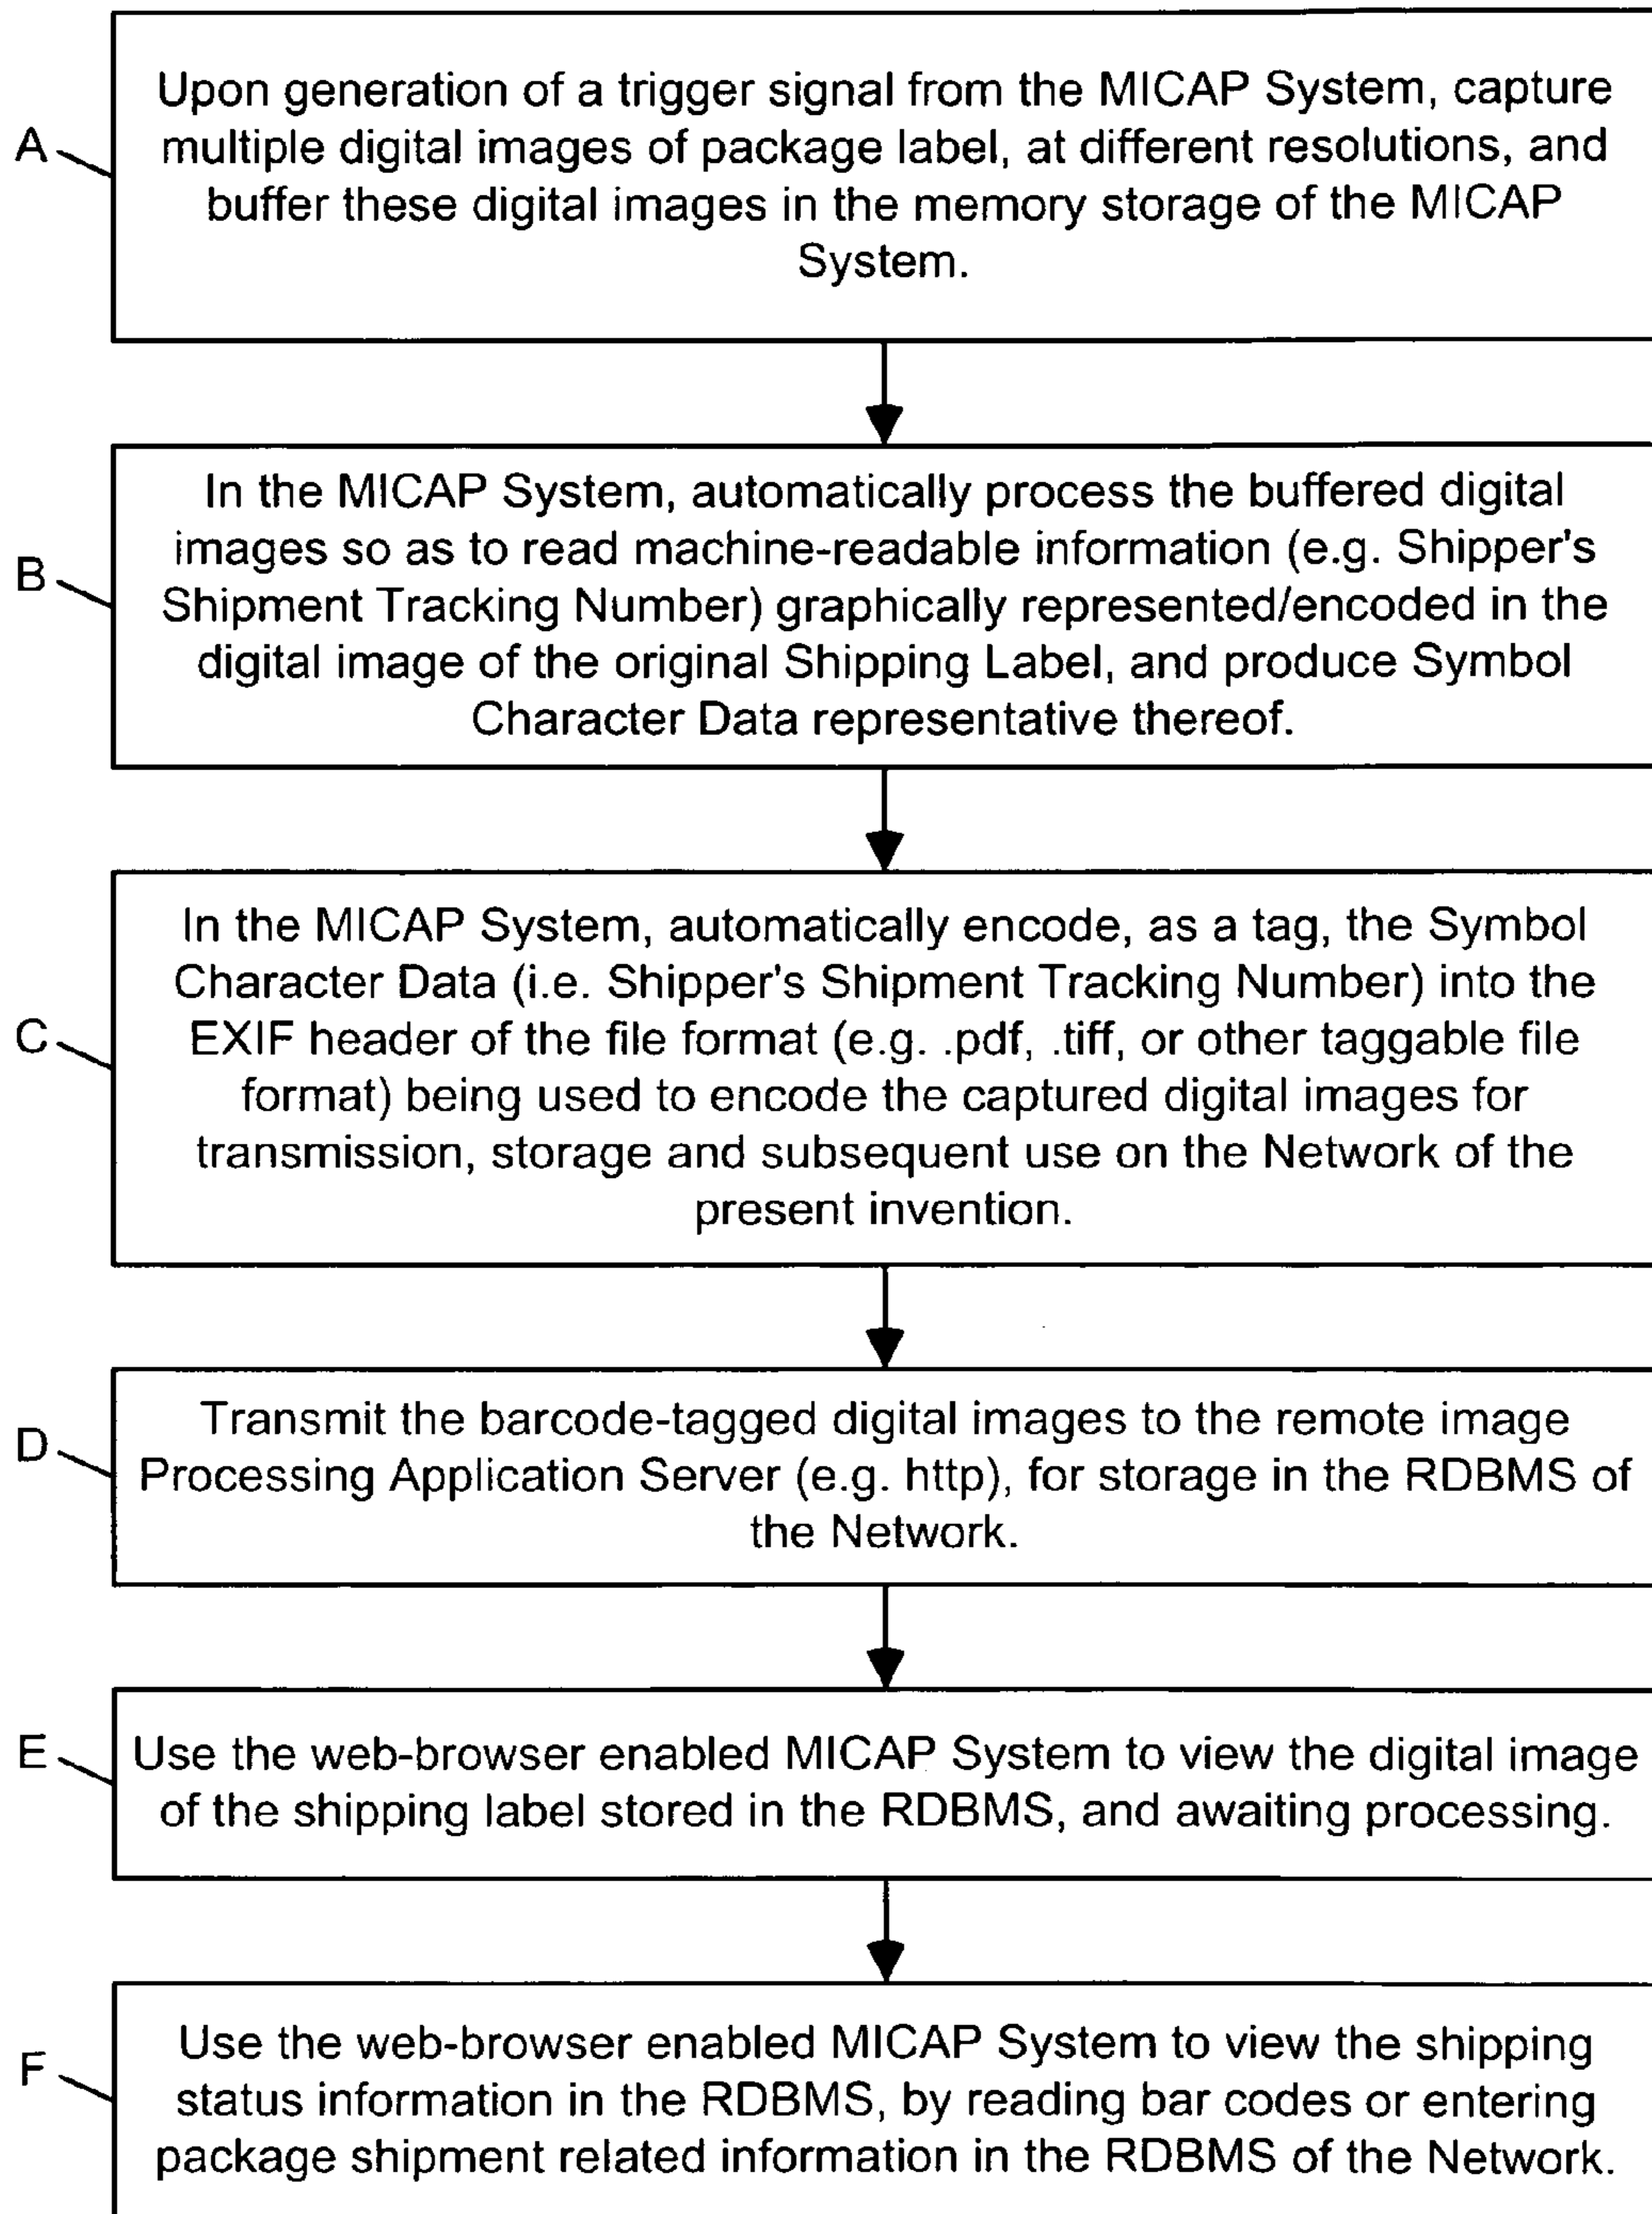 A
Upon generation of a trigger signal from the MICAP System, capture
multiple digital images of package label, at different resolutions, and
buffer these digital images in the memory storage of the MICAP
System.
B
In the MICAP System, automatically process the buffered digital
images so as to read machine-readable information (e.g. Shipper's
Shipment Tracking Number) graphically represented/encoded in the
digital image of the original Shipping Label, and produce Symbol
Character Data representative thereof.
C
In the MICAP System, automatically encode, as a tag, the Symbol
Character Data (i.e. Shipper's Shipment Tracking Number) into the
EXIF header of the file format (e.g. .pdf, .tiff, or other taggable file
format) being used to encode the captured digital images for
transmission, storage and subsequent use on the Network of the
present invention.
D
Transmit the barcode-tagged digital images to the remote image
Processing Application Server (e.g. http), for storage in the RDBMS of
the Network.
E
Use the web-browser enabled MICAP System to view the digital image
of the shipping label stored in the RDBMS, and awaiting processing.
F
Use the web-browser enabled MICAP System to view the shipping
status information in the RDBMS, by reading bar codes or entering
package shipment related information in the RDBMS of the Network.